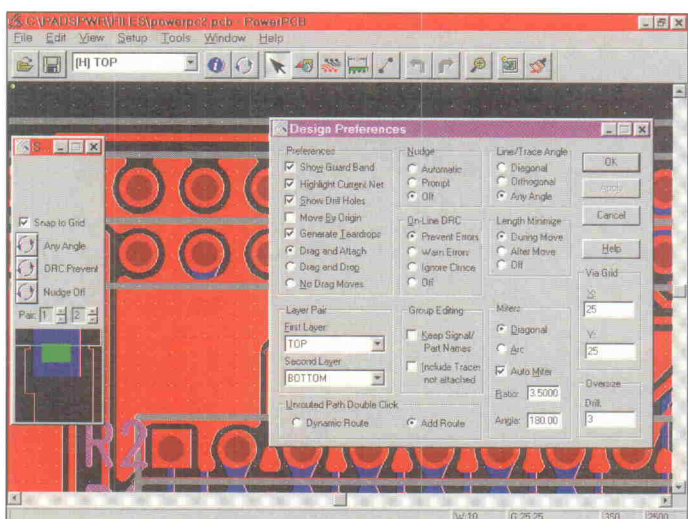 C:\PADSPWR\FILES\powerpc2.pcb - PowerPCB
File Edit View Setup Tools Window Help
[H] TOP
S
Snap to Grid
Any Angle
DRC Prevent
Nudge Off
Pair: 1 2
Design Preferences
Preferences
Show Guard Band
Highlight Current Net
Show Drill Holes
Move By Origin
Generate Teardrops
Drag and Attach
Drag and Drop
No Drag Moves
Nudge
Automatic
Prompt
Off
Line/Trace Angle
Diagonal
Orthogonal
Any Angle
OK
Apply
Cancel
Help
On-Line DRC
Prevent Errors
Warn Errors
Ignore Clrnce
Off
Length Minimize
During Move
After Move
Off
Via Grid
X:
25
Y:
25
Layer Pair
First Layer:
TOP
Second Layer:
BOTTOM
Group Editing
Keep Signal/
Part Names
Include Traces
not attached
Miters
Diagonal
Arc
Auto Miter
Ratio: 3.5000
Angle: 180.00
Oversize
Drill:
3
Unrouted Path Double Click
Dynamic Route
Add Route
R2
W:10 G:25 25 350 2500